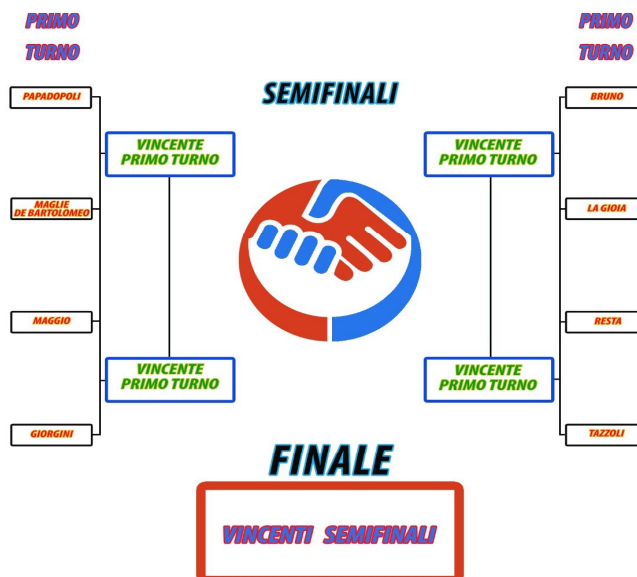 PRIMO
TURNO
PRIMO
TURNO
SEMIFINALI
PAPADOPOLI
BRUNO
VINCENTE
PRIMO TURNO
VINCENTE
PRIMO TURNO
MAGLIE
DE BARTOLOMEO
LA GIOIA
MAGGIO
RESTA
VINCENTE
PRIMO TURNO
VINCENTE
PRIMO TURNO
GIORGINI
TAZZOLI
FINALE
VINCENTI SEMIFINALI